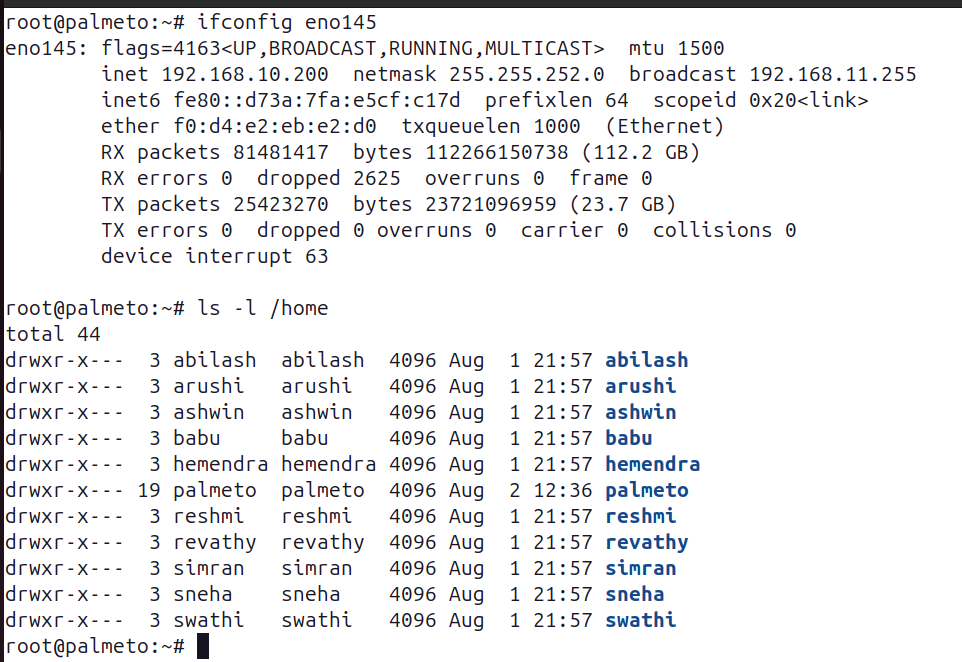 root@palmeto:~# ifconfig eno145
eno145: flags=4163<UP,BROADCAST,RUNNING,MULTICAST>  mtu 1500
        inet 192.168.10.200  netmask 255.255.252.0  broadcast 192.168.11.255
        inet6 fe80::d73a:7fa:e5cf:c17d  prefixlen 64  scopeid 0x20<link>
        ether f0:d4:e2:eb:e2:d0  txqueuelen 1000  (Ethernet)
        RX packets 81481417  bytes 112266150738 (112.2 GB)
        RX errors 0  dropped 2625  overruns 0  frame 0
        TX packets 25423270  bytes 23721096959 (23.7 GB)
        TX errors 0  dropped 0 overruns 0  carrier 0  collisions 0
        device interrupt 63

root@palmeto:~# ls -l /home
total 44
drwxr-x---  3 abilash  abilash  4096 Aug  1 21:57 abilash
drwxr-x---  3 arushi   arushi   4096 Aug  1 21:57 arushi
drwxr-x---  3 ashwin   ashwin   4096 Aug  1 21:57 ashwin
drwxr-x---  3 babu     babu     4096 Aug  1 21:57 babu
drwxr-x---  3 hemendra hemendra 4096 Aug  1 21:57 hemendra
drwxr-x--- 19 palmeto  palmeto  4096 Aug  2 12:36 palmeto
drwxr-x---  3 reshmi   reshmi   4096 Aug  1 21:57 reshmi
drwxr-x---  3 revathy  revathy  4096 Aug  1 21:57 revathy
drwxr-x---  3 simran   simran   4096 Aug  1 21:57 simran
drwxr-x---  3 sneha    sneha    4096 Aug  1 21:57 sneha
drwxr-x---  3 swathi   swathi   4096 Aug  1 21:57 swathi
root@palmeto:~#